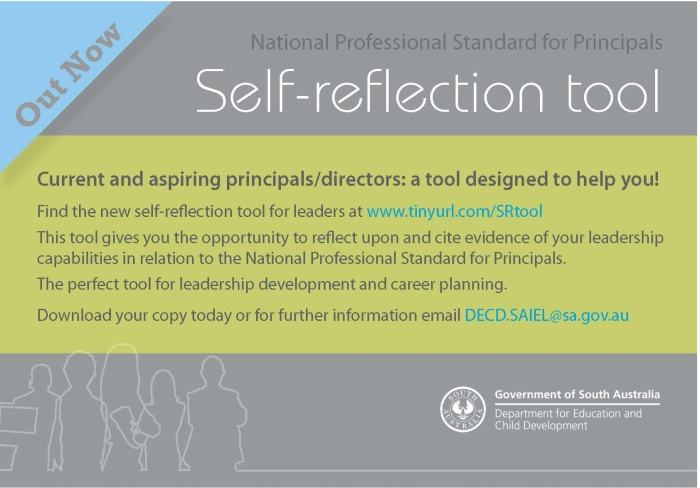 Out Now
National Professional Standard for Principals
Self-reflection tool
Current and aspiring principals/directors: a tool designed to help you!
Find the new self-reflection tool for leaders at www.tinyurl.com/SRtool
This tool gives you the opportunity to reflect upon and cite evidence of your leadership
capabilities in relation to the National Professional Standard for Principals.
The perfect tool for leadership development and career planning.
Download your copy today or for further information email DECD.SAIEL@sa.gov.au
SOUTH AUSTRALIA
Government of South Australia
Department for Education and
Child Development